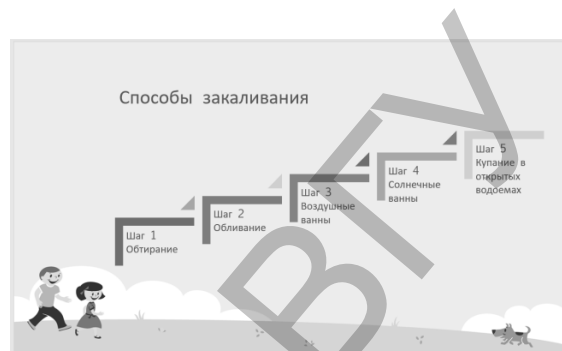 Способы закаливания
Шаг 1
Обтирание
Шаг 2
Обливание
Шаг 3
Воздушные
ванны
Шаг 4
Солнечные
ванны
Шаг 5
Купание в
открытых
водоемах
ВГУ